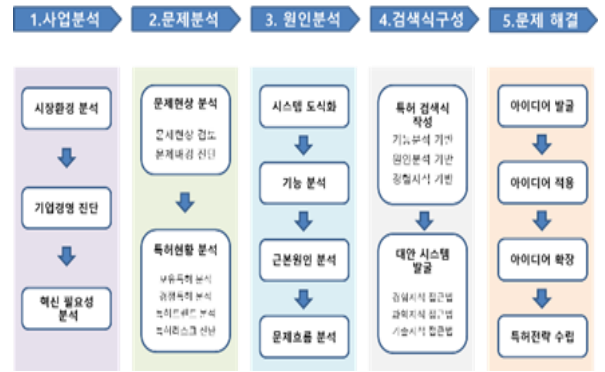 1.사업분석
2.문제분석
3. 원인분석
4.검색식구성
5.문제 해결
시장환경 분석
기업경영 진단
혁신 필요성
분석
문제현상 분석
문제현상 검토
문제배경 진단
특허현황 분석
보유특허 분석
경쟁특허 분석
특허트렌드 분석
특허리스크 진단
시스템 도식화
기능 분석
근본원인 분석
문제흐름 분석
특허 검색식
작성
기능분석 기반
원인분석 기반
경험지식 기반
대안 시스템
발굴
경험지식 접근법
과학지식 접근법
기술지식 접근법
아이디어 발굴
아이디어 적용
아이디어 확장
특허전략 수립